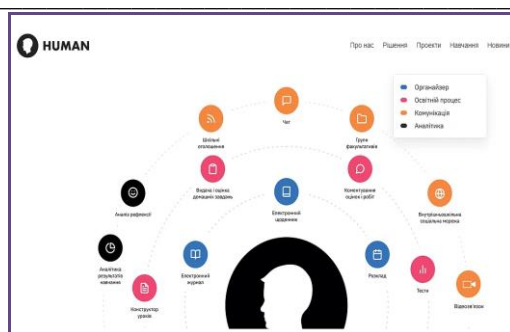 HUMAN
Про нас Рішення Проекти Навчання Новини
Органайзер
Освітній процес
Комунікація
Аналітика
Чат
Шкільні
оголошення
Групи
факультативів
Видача і оцінка
домашніх завдань
Коментування
оцінок і робіт
Аналіз рефлексії
Електронний
щоденник
Внутрішньошкільна
соціальна мережа
Аналітика
результатів
навчання
Електронний
журнал
Розклад
Тести
Конструктор
уроків
Відеозв'язок